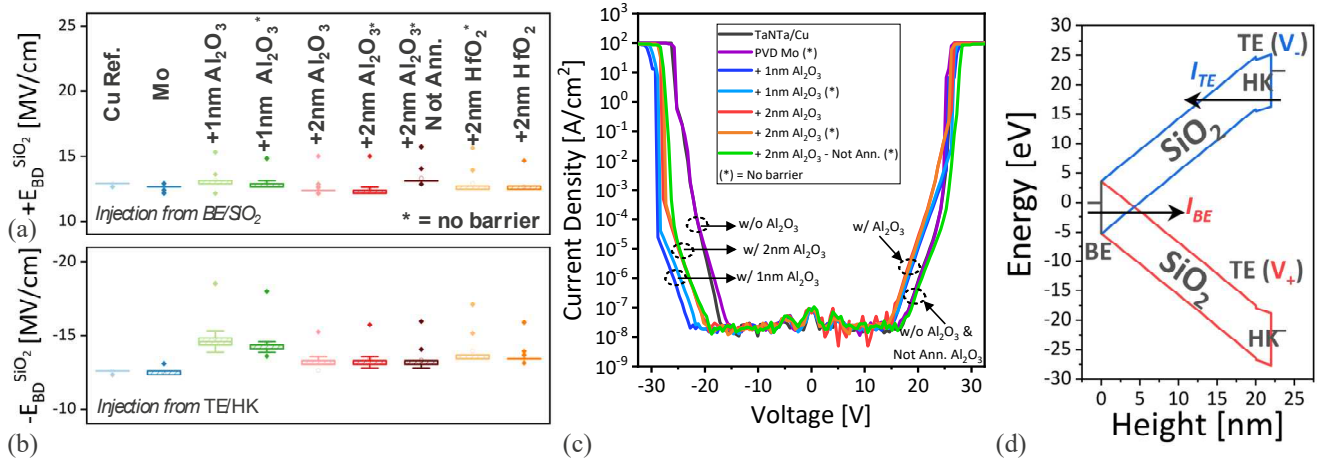 (a)
+E_BD^SiO2 [MV/cm]
25
20
15
10
Cu Ref.
Mo
+1nm Al2O3
+1nm Al2O3*
+2nm Al2O3
+2nm Al2O3*
+2nm Al2O3*
Not Ann.
+2nm HfO2*
+2nm HfO2
Injection from BE/SiO2
* = no barrier
(b)
-E_BD^SiO2 [MV/cm]
-20
-15
-10
Injection from TE/HK
(c)
Current Density [A/cm2]
10^2
10^1
10^0
10^-1
10^-2
10^-3
10^-4
10^-5
10^-6
10^-7
10^-8
10^-9
TaNTa/Cu
PVD Mo (*)
+ 1nm Al2O3
+ 1nm Al2O3 (*)
+ 2nm Al2O3
+ 2nm Al2O3 (*)
+ 2nm Al2O3 - Not Ann. (*)
(*) = No barrier
w/o Al2O3
w/ 2nm Al2O3
w/ 1nm Al2O3
w/ Al2O3
w/o Al2O3 &
Not Ann. Al2O3
-30
-20
-10
0
10
20
30
Voltage [V]
(d)
Energy [eV]
30
25
20
15
10
5
0
-5
-10
-15
-20
-25
-30
TE (V-)
I_TE
HK
SiO2
I_BE
BE
SiO2
TE (V+)
HK
0
5
10
15
20
25
Height [nm]